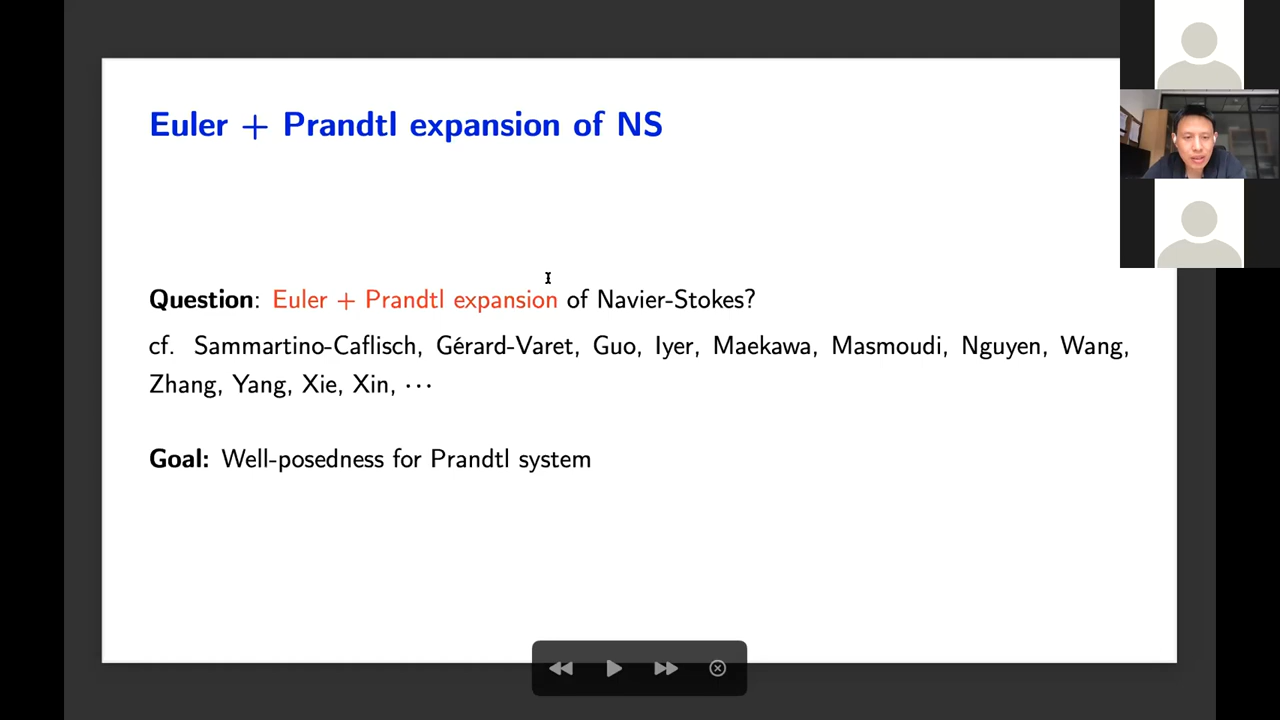 Euler + Prandtl expansion of NS
Question: Euler + Prandtl expansion of Navier-Stokes?
cf. Sammartino-Caflisch, Gérard-Varet, Guo, Iyer, Maekawa, Masmoudi, Nguyen, Wang,
Zhang, Yang, Xie, Xin, ⋯
Goal: Well-posedness for Prandtl system